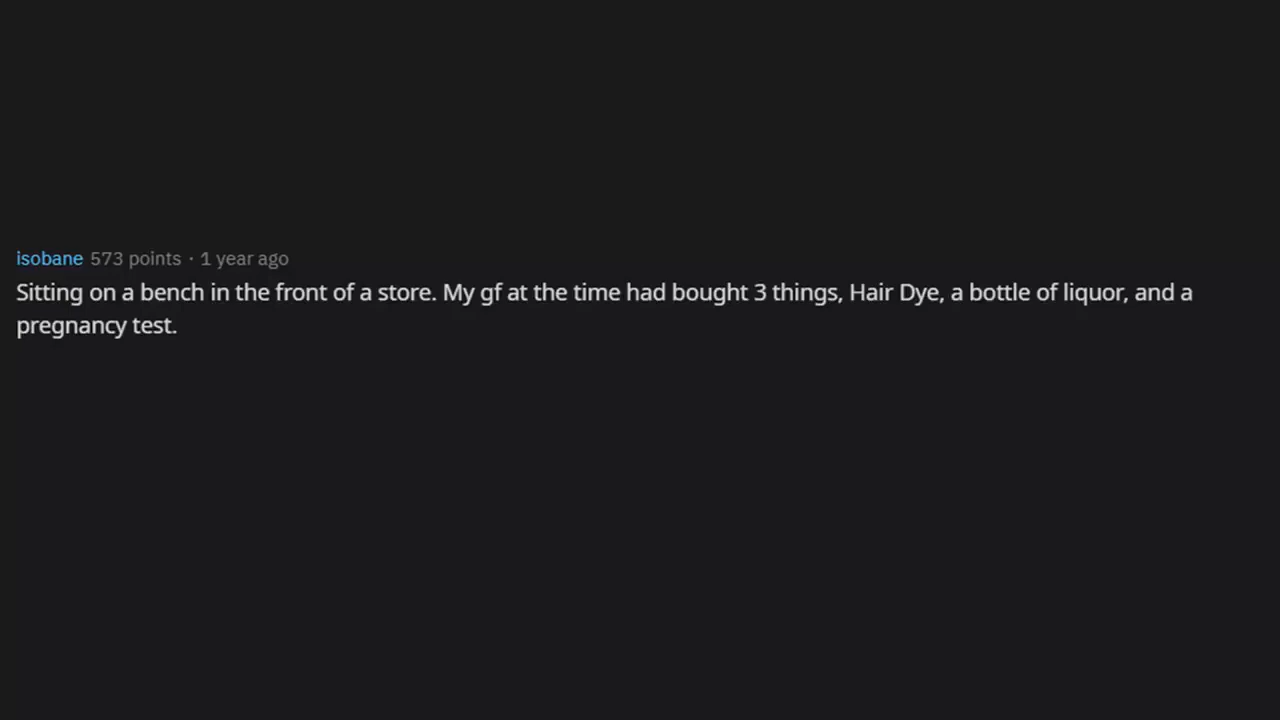 isobane 573 points · 1 year ago
Sitting on a bench in the front of a store. My gf at the time had bought 3 things, Hair Dye, a bottle of liquor, and a
pregnancy test.